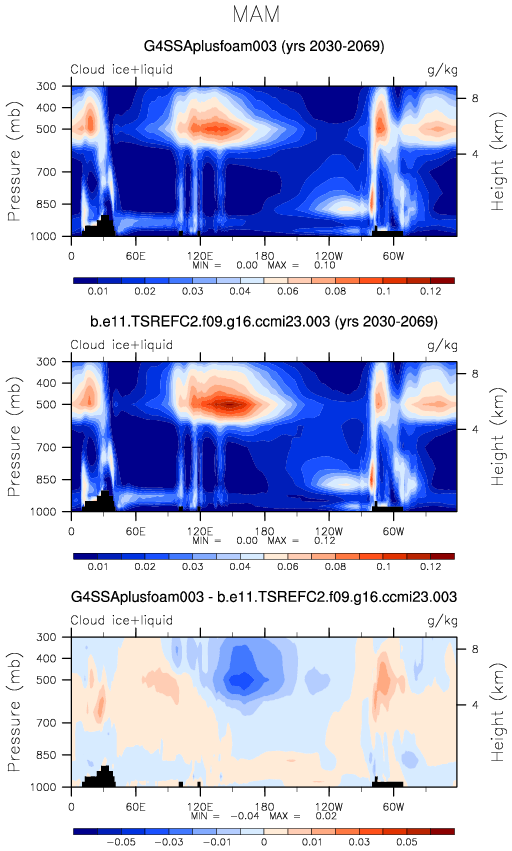 MAM
G4SSAplusfoam003 (yrs 2030-2069)
Cloud ice+liquid g/kg
Pressure (mb)
300
400
500
700
850
1000
8
4
Height (km)
0 60E 120E 180 120W 60W
MIN = 0.00 MAX = 0.10
0.01 0.02 0.04 0.06 0.08 0.1 0.12
b.e11.TSREFC2.f09.g16.ccmi23.003 (yrs 2030-2069)
Cloud ice+liquid g/kg
Pressure (mb)
300
400
500
700
850
1000
8
4
Height (km)
0 60E 120E 180 120W 60W
MIN = 0.00 MAX = 0.12
0.01 0.02 0.04 0.06 0.08 0.1 0.12
G4SSAplusfoam003 - b.e11.TSREFC2.f09.g16.ccmi23.003
Cloud ice+liquid g/kg
Pressure (mb)
300
400
500
700
850
1000
8
4
Height (km)
0 60E 120E 180 120W 60W
MIN = -0.04 MAX = 0.02
-0.05 -0.03 -0.01 0 0.01 0.03 0.05